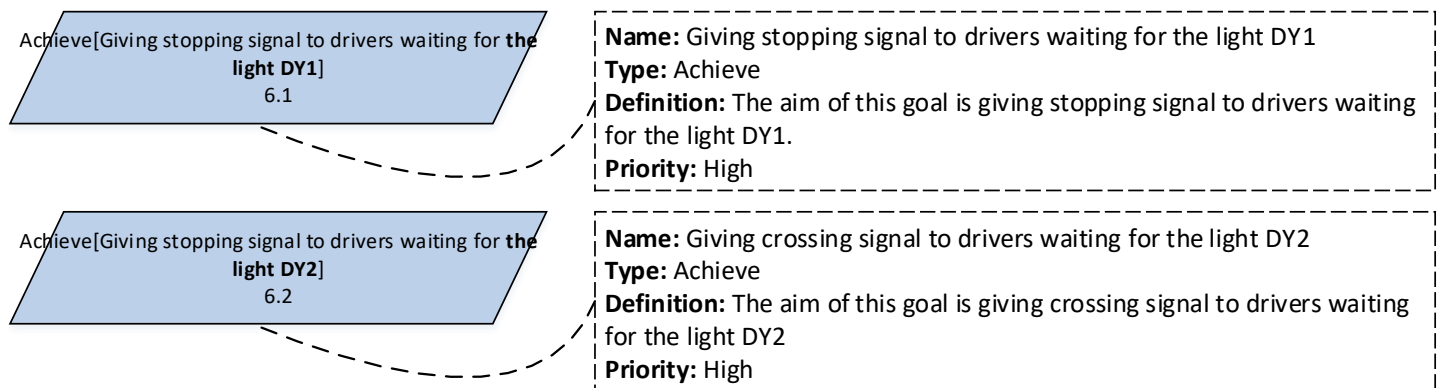 Achieve[Giving stopping signal to drivers waiting for the
light DY1]
6.1
Name: Giving stopping signal to drivers waiting for the light DY1
Type: Achieve
Definition: The aim of this goal is giving stopping signal to drivers waiting
for the light DY1.
Priority: High
Achieve[Giving stopping signal to drivers waiting for the
light DY2]
6.2
Name: Giving crossing signal to drivers waiting for the light DY2
Type: Achieve
Definition: The aim of this goal is giving crossing signal to drivers waiting
for the light DY2
Priority: High